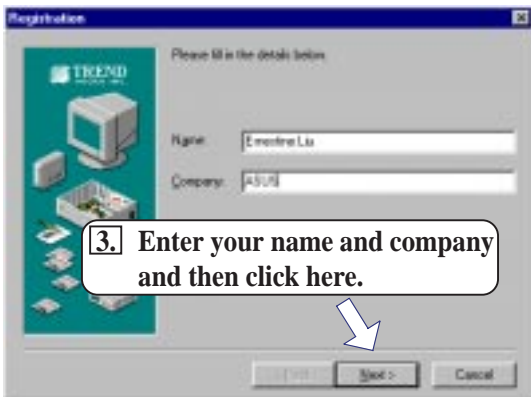 Registration
Please fill in the details below.
TREND
Name: Ernestine Liu
Company: ASUS
3. Enter your name and company
and then click here.
Next > Cancel